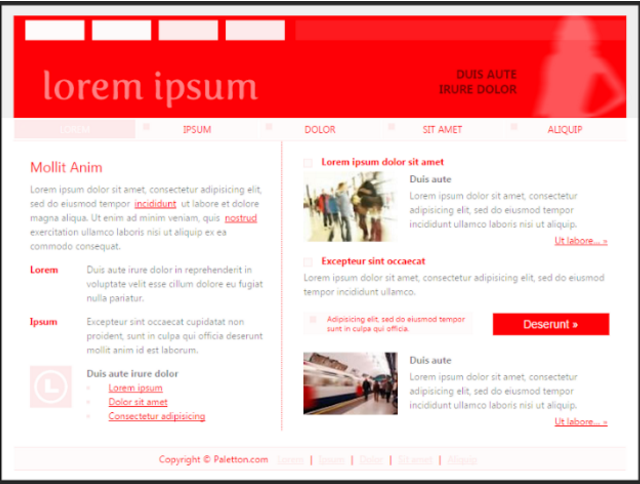 lorem ipsum
DUIS AUTE
IRURE DOLOR
LOREM
IPSUM
DOLOR
SIT AMET
ALIQUIP
Mollit Anim
Lorem ipsum dolor sit amet, consectetur adipisicing elit,
sed do eiusmod tempor incididunt ut labore et dolore
magna aliqua. Ut enim ad minim veniam, quis nostrud
exercitation ullamco laboris nisi ut aliquip ex ea
commodo consequat.
Lorem
Duis aute irure dolor in reprehenderit in
voluptate velit esse cillum dolore eu fugiat
nulla pariatur.
Ipsum
Excepteur sint occaecat cupidatat non
proident, sunt in culpa qui officia deserunt
mollit anim id est laborum.
Duis aute irure dolor
Lorem ipsum
Dolor sit amet
Consectetur adipisicing
Lorem ipsum dolor sit amet
Duis aute
Lorem ipsum dolor sit amet, consectetur
adipisicing elit, sed do eiusmod tempor
incididunt ut labore laboris nisi ut aliquip.
Ut labore... »
Excepteur sint occaecat
Lorem ipsum dolor sit amet, consectetur adipisicing elit, sed do eiusmod
tempor incididunt ullamco.
Adipisicing elit, sed do eiusmod tempor
sunt in culpa qui officia.
Deserunt »
Duis aute
Lorem ipsum dolor sit amet, consectetur
adipisicing elit, sed do eiusmod tempor
incididunt ut labore laboris nisi ut aliquip.
Ut labore... »
Copyright © Paletton.com Lorem | Ipsum | Dolor | Sit amet | Aliquip